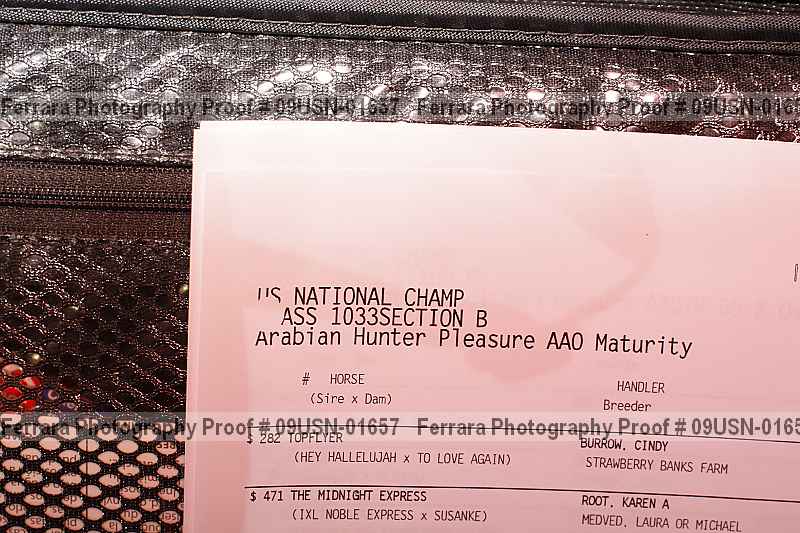 Ferrara Photography Proof # 09USN-01657 Ferrara Photography Proof # 09USN-0165
US NATIONAL CHAMP
ASS 1033SECTION B
Arabian Hunter Pleasure AAO Maturity
# HORSE HANDLER
(Sire x Dam) Breeder
Ferrara Photography Proof # 09USN-01657 Ferrara Photography Proof # 09USN-0165
$ 282 TOPFLYER BURROW, CINDY
(HEY HALLELUJAH x TO LOVE AGAIN) STRAWBERRY BANKS FARM
$ 471 THE MIDNIGHT EXPRESS ROOT, KAREN A
(IXL NOBLE EXPRESS x SUSANKE) MEDVED, LAURA OR MICHAEL